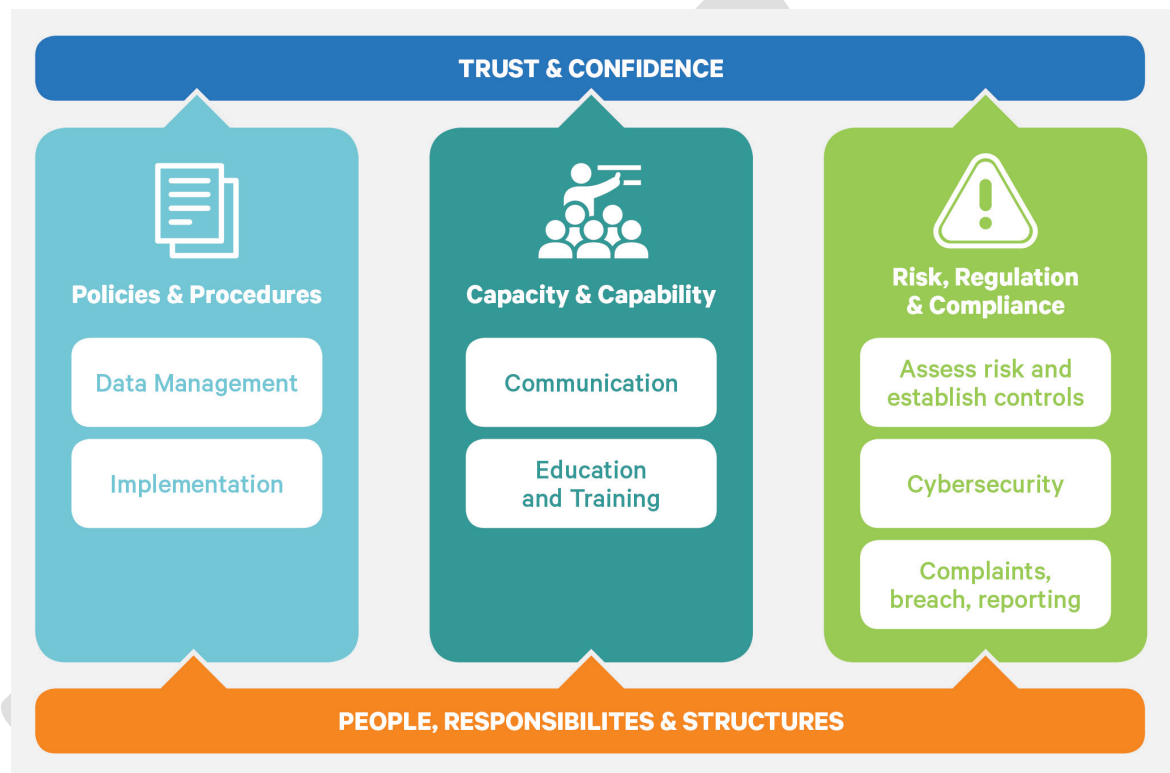 TRUST & CONFIDENCE
Policies & Procedures
Data Management
Implementation
Capacity & Capability
Communication
Education
and Training
Risk, Regulation
& Compliance
Assess risk and
establish controls
Cybersecurity
Complaints,
breach, reporting
PEOPLE, RESPONSIBILITES & STRUCTURES